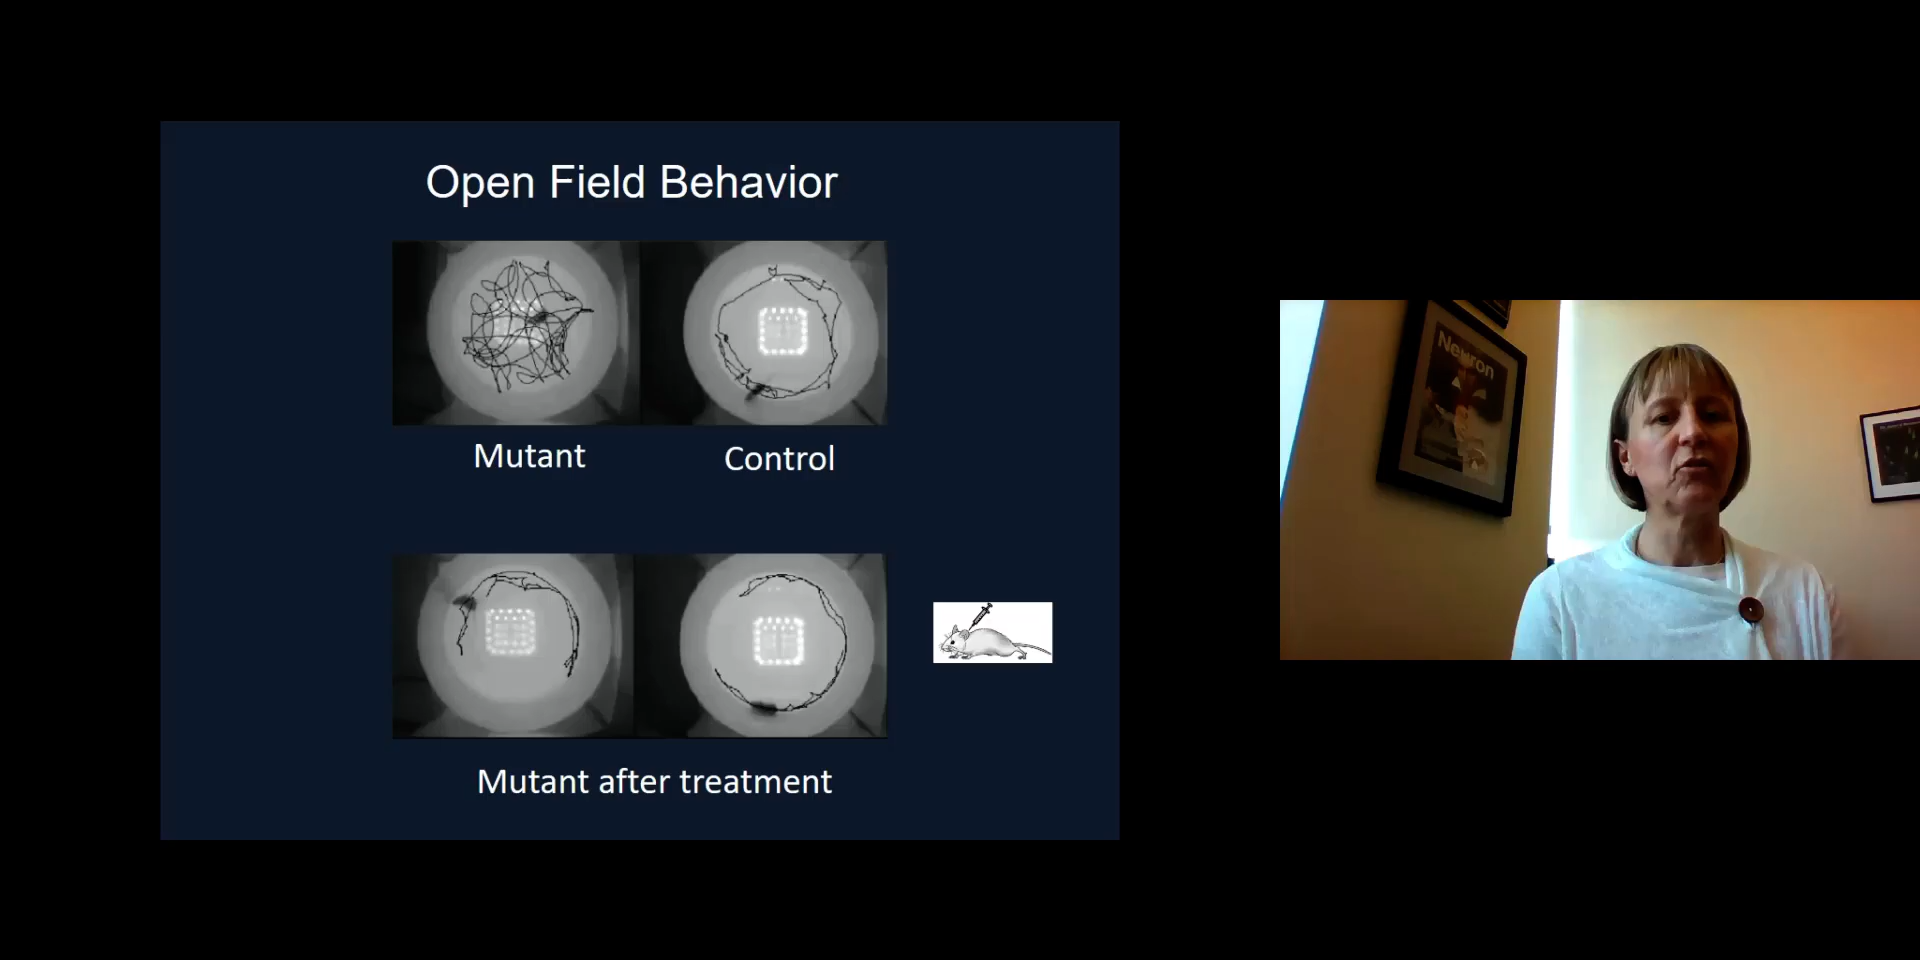 Open Field Behavior
Mutant
Control
Mutant after treatment
Neuron